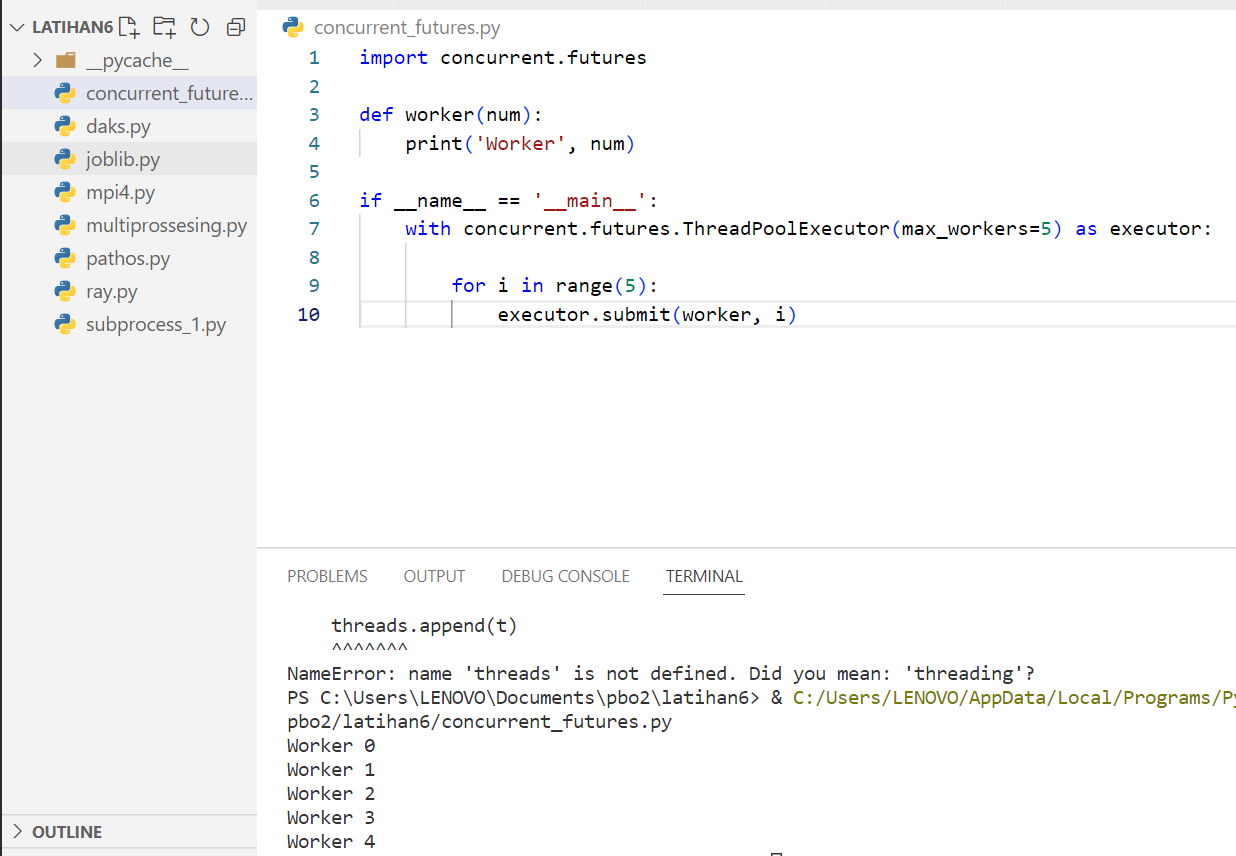 LATIHAN6
__pycache__
concurrent_future...
daks.py
joblib.py
mpi4.py
multiprossesing.py
pathos.py
ray.py
subprocess_1.py
OUTLINE
concurrent_futures.py
1 import concurrent.futures
2
3 def worker(num):
4     print('Worker', num)
5
6 if __name__ == '__main__':
7     with concurrent.futures.ThreadPoolExecutor(max_workers=5) as executor:
8
9         for i in range(5):
10             executor.submit(worker, i)
PROBLEMS OUTPUT DEBUG CONSOLE TERMINAL
    threads.append(t)
    ^^^^^^^
NameError: name 'threads' is not defined. Did you mean: 'threading'?
PS C:\Users\LENOVO\Documents\pbo2\latihan6> & C:/Users/LENOVO/AppData/Local/Programs/Py
pbo2/latihan6/concurrent_futures.py
Worker 0
Worker 1
Worker 2
Worker 3
Worker 4